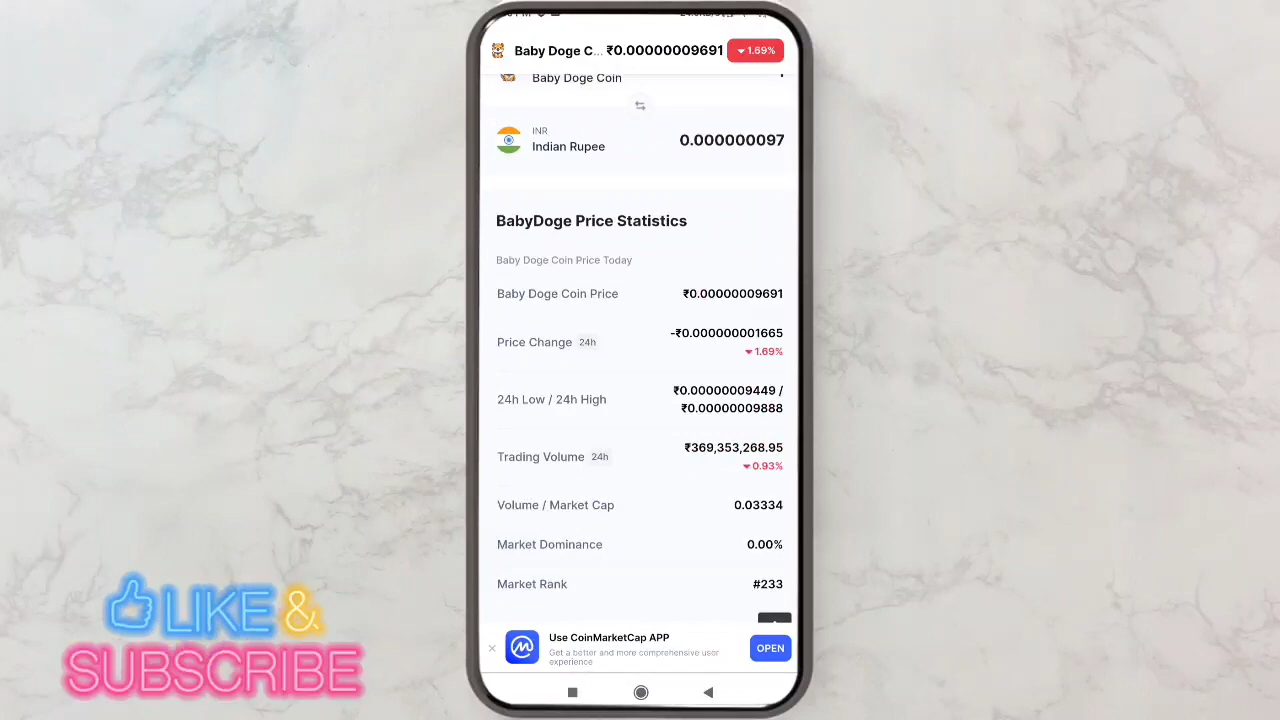 Baby Doge C... ₹0.00000009691 1.69%
Baby Doge Coin
INR
Indian Rupee 0.000000097
BabyDoge Price Statistics
Baby Doge Coin Price Today
Baby Doge Coin Price ₹0.00000009691
Price Change 24h -₹0.000000001665
1.69%
24h Low / 24h High ₹0.00000009449 /
₹0.00000009888
Trading Volume 24h ₹369,353,268.95
0.93%
Volume / Market Cap 0.03334
Market Dominance 0.00%
Market Rank #233
Use CoinMarketCap APP
Get a better and more comprehensive user
experience
OPEN
LIKE &
SUBSCRIBE